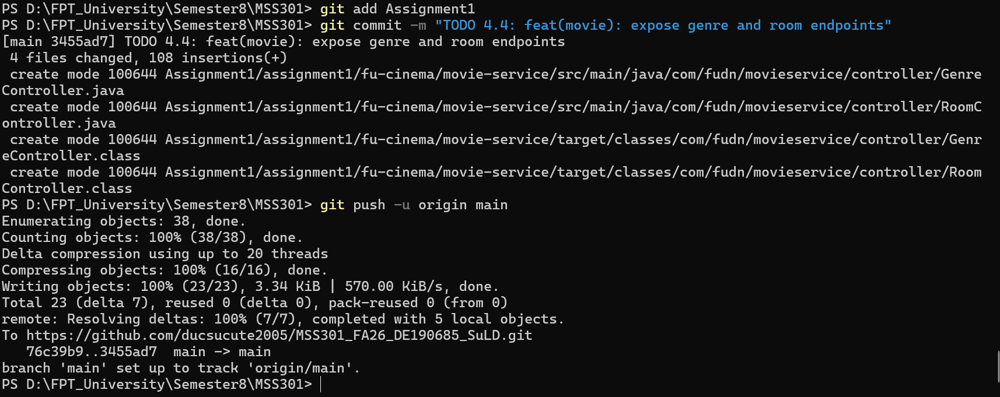 PS D:\FPT_University\Semester8\MSS301> git add Assignment1
PS D:\FPT_University\Semester8\MSS301> git commit -m "TODO 4.4: feat(movie): expose genre and room endpoints"
[main 3455ad7] TODO 4.4: feat(movie): expose genre and room endpoints
 4 files changed, 108 insertions(+)
 create mode 100644 Assignment1/assignment1/fu-cinema/movie-service/src/main/java/com/fudn/movieservice/controller/Genre
Controller.java
 create mode 100644 Assignment1/assignment1/fu-cinema/movie-service/src/main/java/com/fudn/movieservice/controller/RoomC
ontroller.java
 create mode 100644 Assignment1/assignment1/fu-cinema/movie-service/target/classes/com/fudn/movieservice/controller/Genr
eController.class
 create mode 100644 Assignment1/assignment1/fu-cinema/movie-service/target/classes/com/fudn/movieservice/controller/Room
Controller.class
PS D:\FPT_University\Semester8\MSS301> git push -u origin main
Enumerating objects: 38, done.
Counting objects: 100% (38/38), done.
Delta compression using up to 20 threads
Compressing objects: 100% (16/16), done.
Writing objects: 100% (23/23), 3.34 KiB | 570.00 KiB/s, done.
Total 23 (delta 7), reused 0 (delta 0), pack-reused 0 (from 0)
remote: Resolving deltas: 100% (7/7), completed with 5 local objects.
To https://github.com/ducsucute2005/MSS301_FA26_DE190685_SuLD.git
   76c39b9..3455ad7  main -> main
branch 'main' set up to track 'origin/main'.
PS D:\FPT_University\Semester8\MSS301>